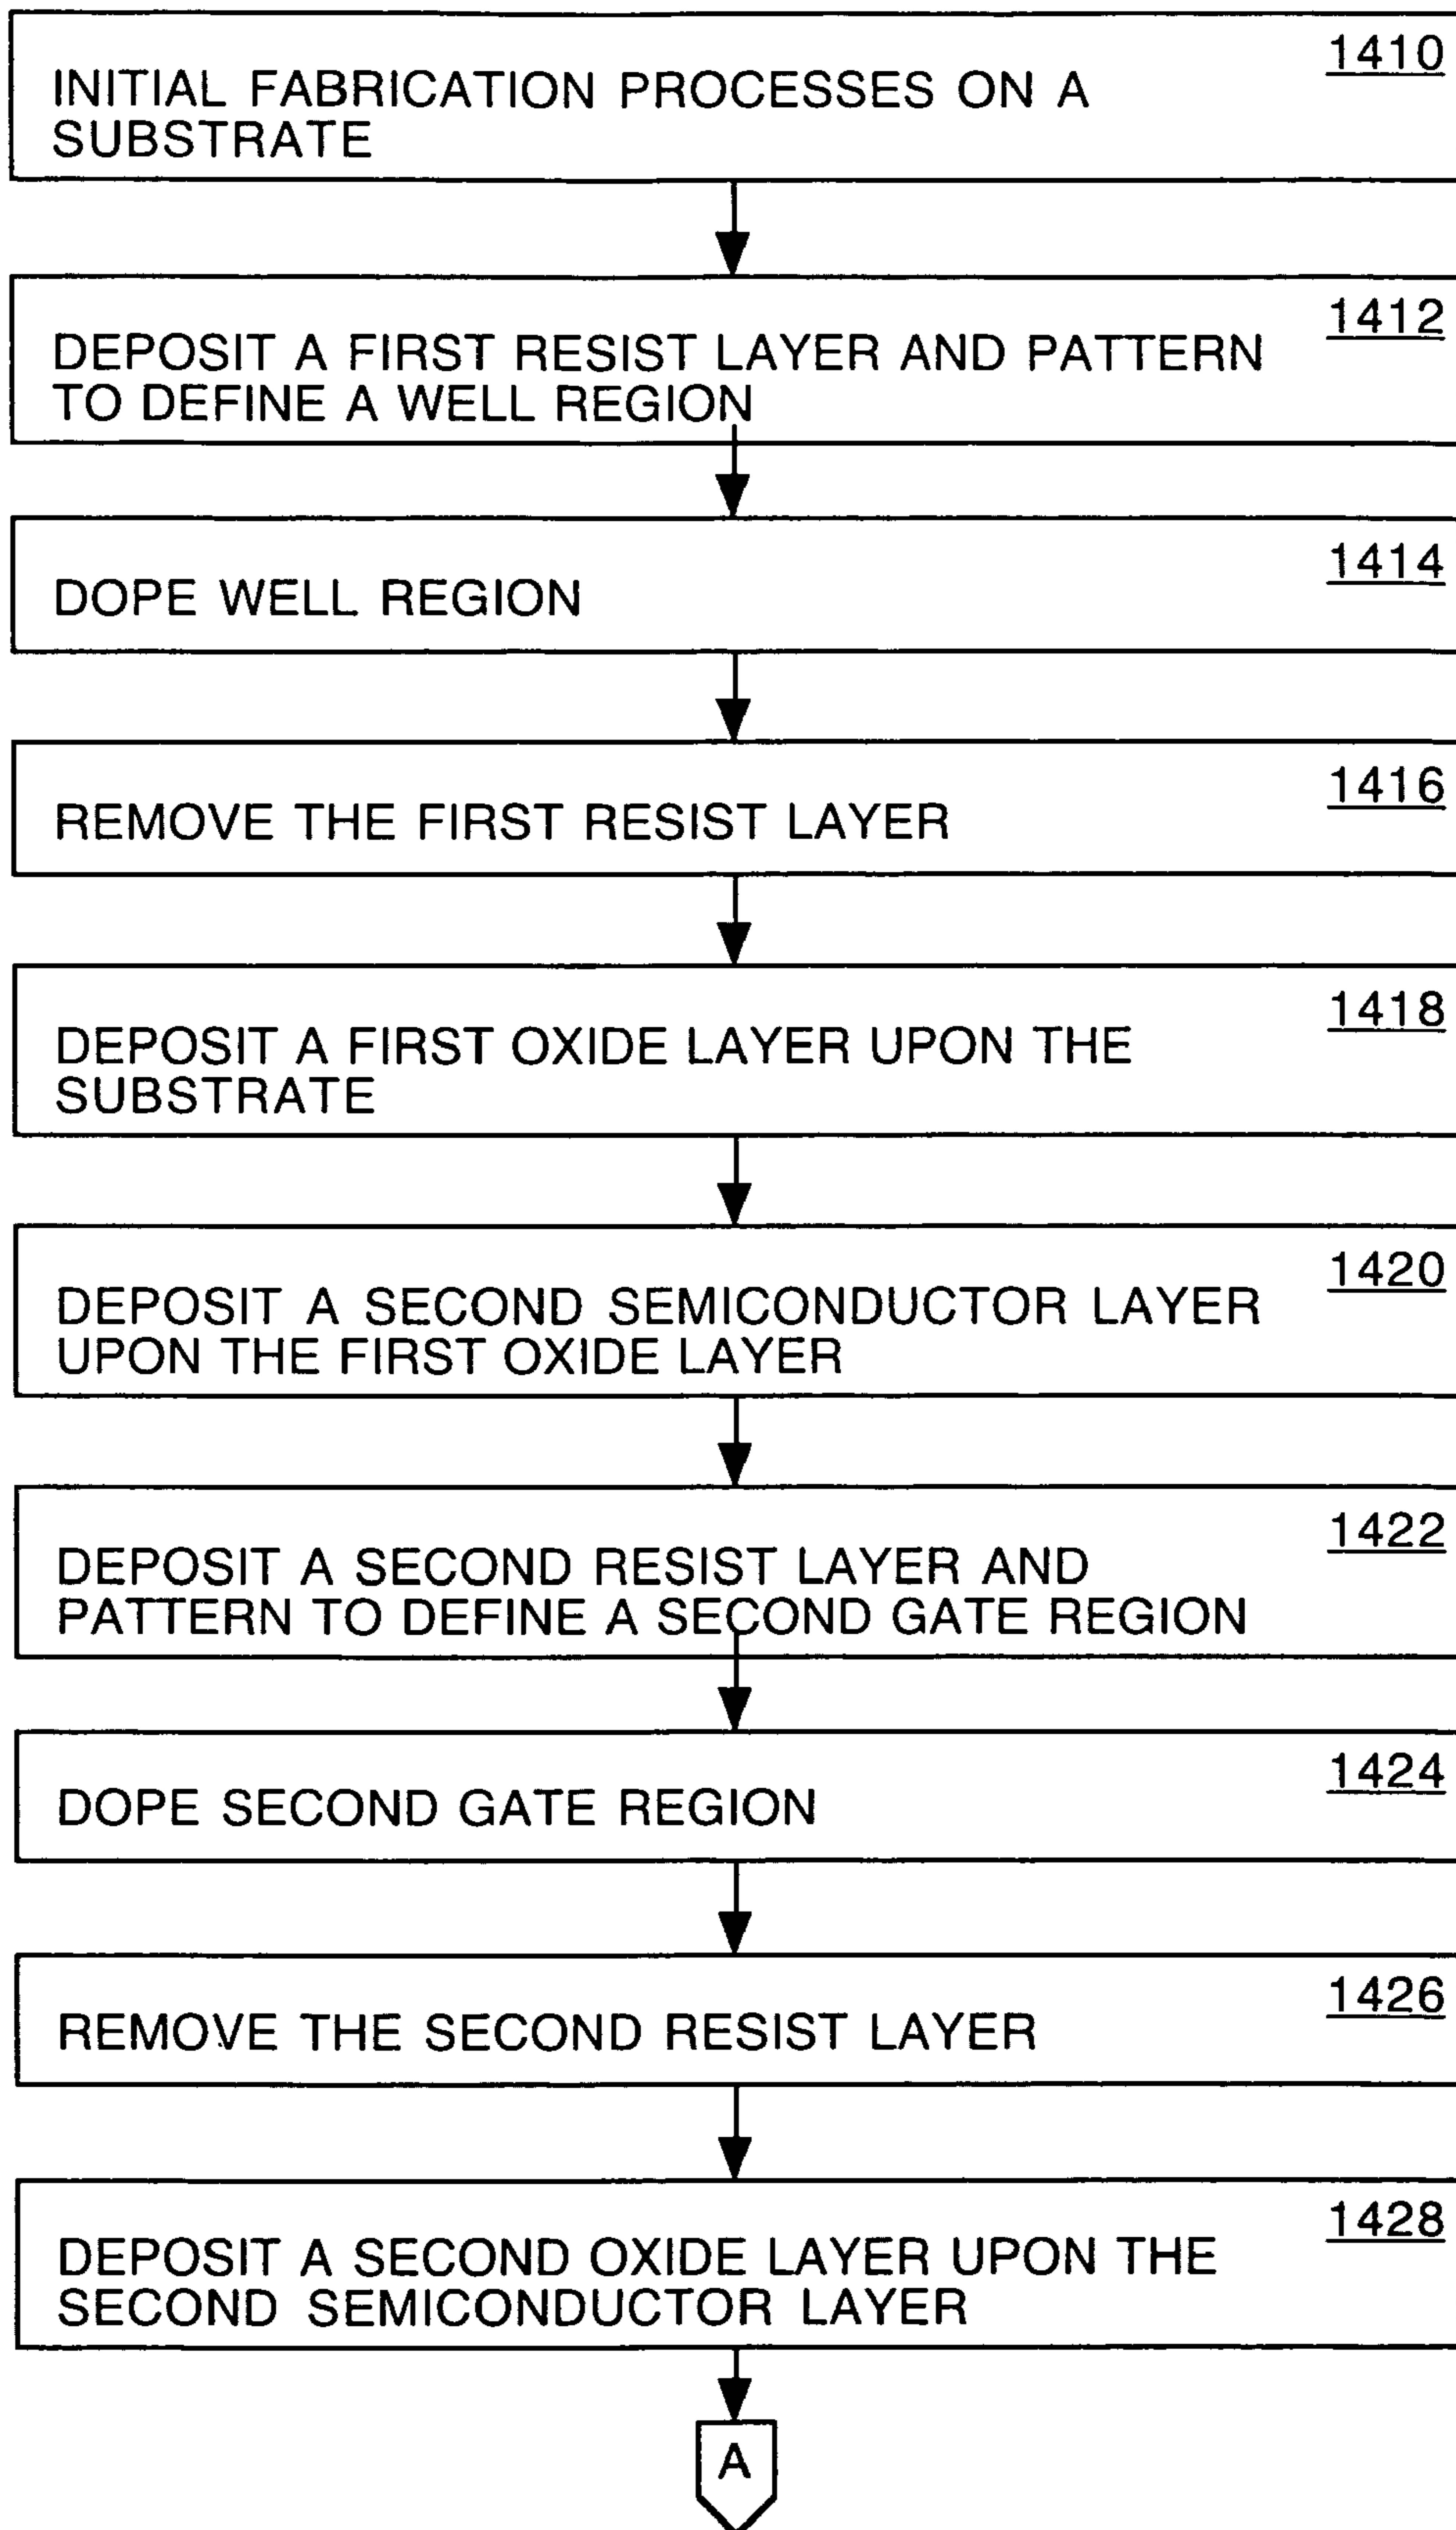 1410
INITIAL FABRICATION PROCESSES ON A
SUBSTRATE
1412
DEPOSIT A FIRST RESIST LAYER AND PATTERN
TO DEFINE A WELL REGION
1414
DOPE WELL REGION
1416
REMOVE THE FIRST RESIST LAYER
1418
DEPOSIT A FIRST OXIDE LAYER UPON THE
SUBSTRATE
1420
DEPOSIT A SECOND SEMICONDUCTOR LAYER
UPON THE FIRST OXIDE LAYER
1422
DEPOSIT A SECOND RESIST LAYER AND
PATTERN TO DEFINE A SECOND GATE REGION
1424
DOPE SECOND GATE REGION
1426
REMOVE THE SECOND RESIST LAYER
1428
DEPOSIT A SECOND OXIDE LAYER UPON THE
SECOND SEMICONDUCTOR LAYER
A